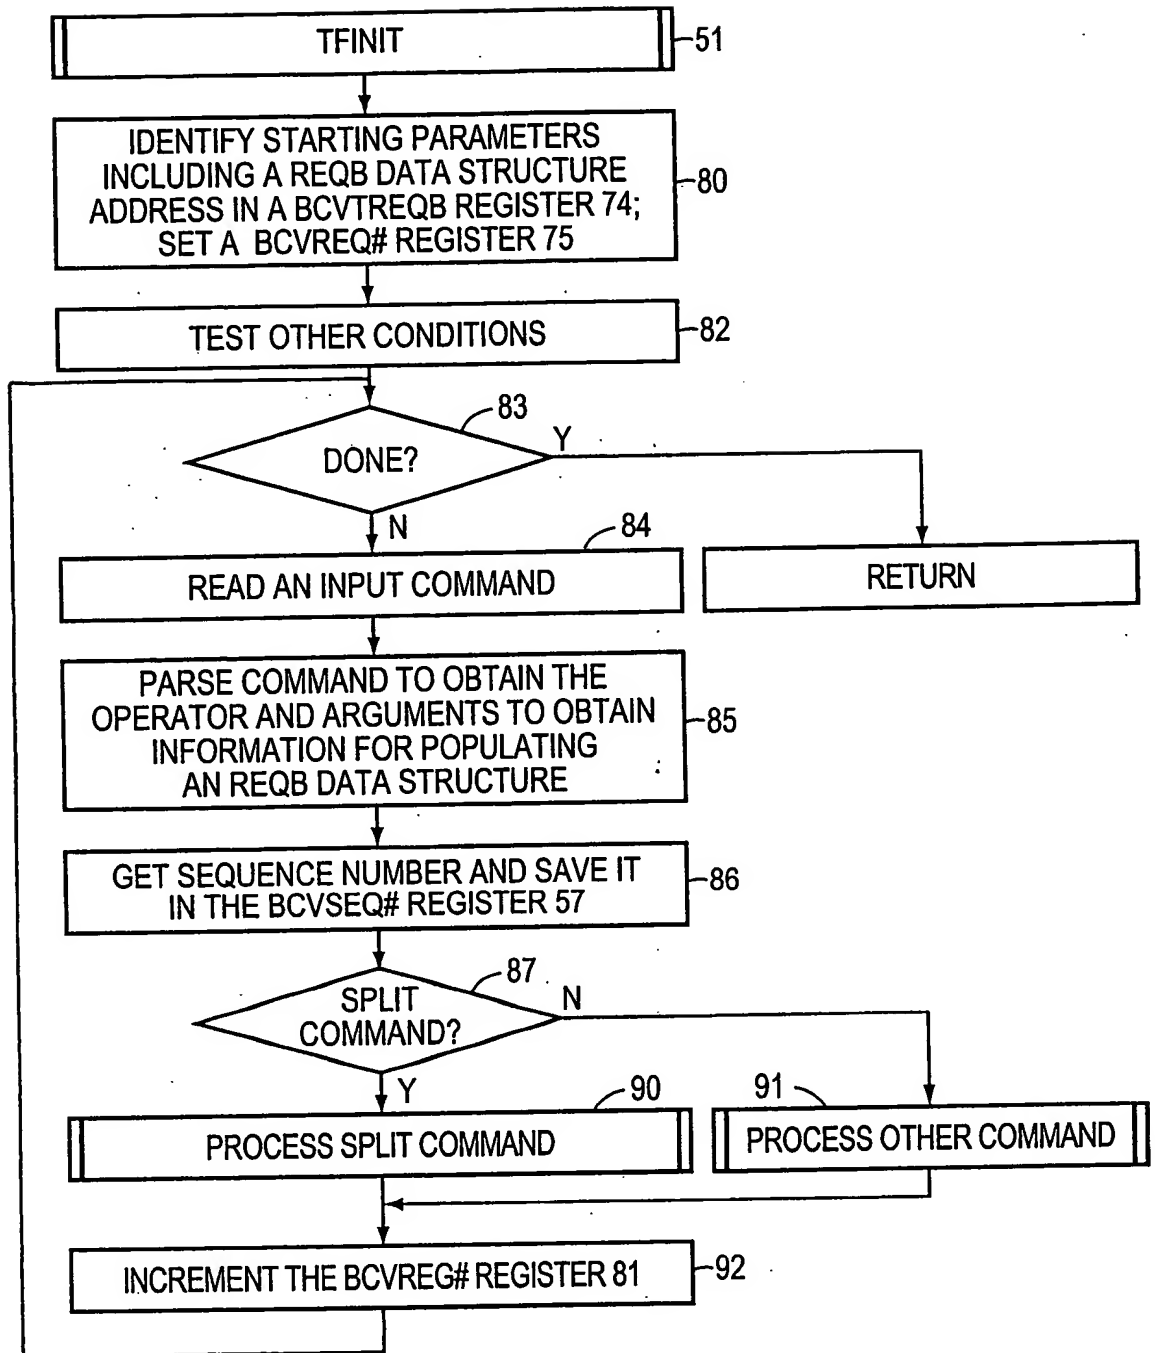 TFINIT
51
IDENTIFY STARTING PARAMETERS
INCLUDING A REQB DATA STRUCTURE
ADDRESS IN A BCVTREQB REGISTER 74;
SET A BCVREQ# REGISTER 75
80
TEST OTHER CONDITIONS
82
83
DONE?
Y
N
84
READ AN INPUT COMMAND
RETURN
PARSE COMMAND TO OBTAIN THE
OPERATOR AND ARGUMENTS TO OBTAIN
INFORMATION FOR POPULATING
AN REQB DATA STRUCTURE
85
GET SEQUENCE NUMBER AND SAVE IT
IN THE BCVSEQ# REGISTER 57
86
87
SPLIT
COMMAND?
N
Y
90
PROCESS SPLIT COMMAND
91
PROCESS OTHER COMMAND
INCREMENT THE BCVREG# REGISTER 81
92